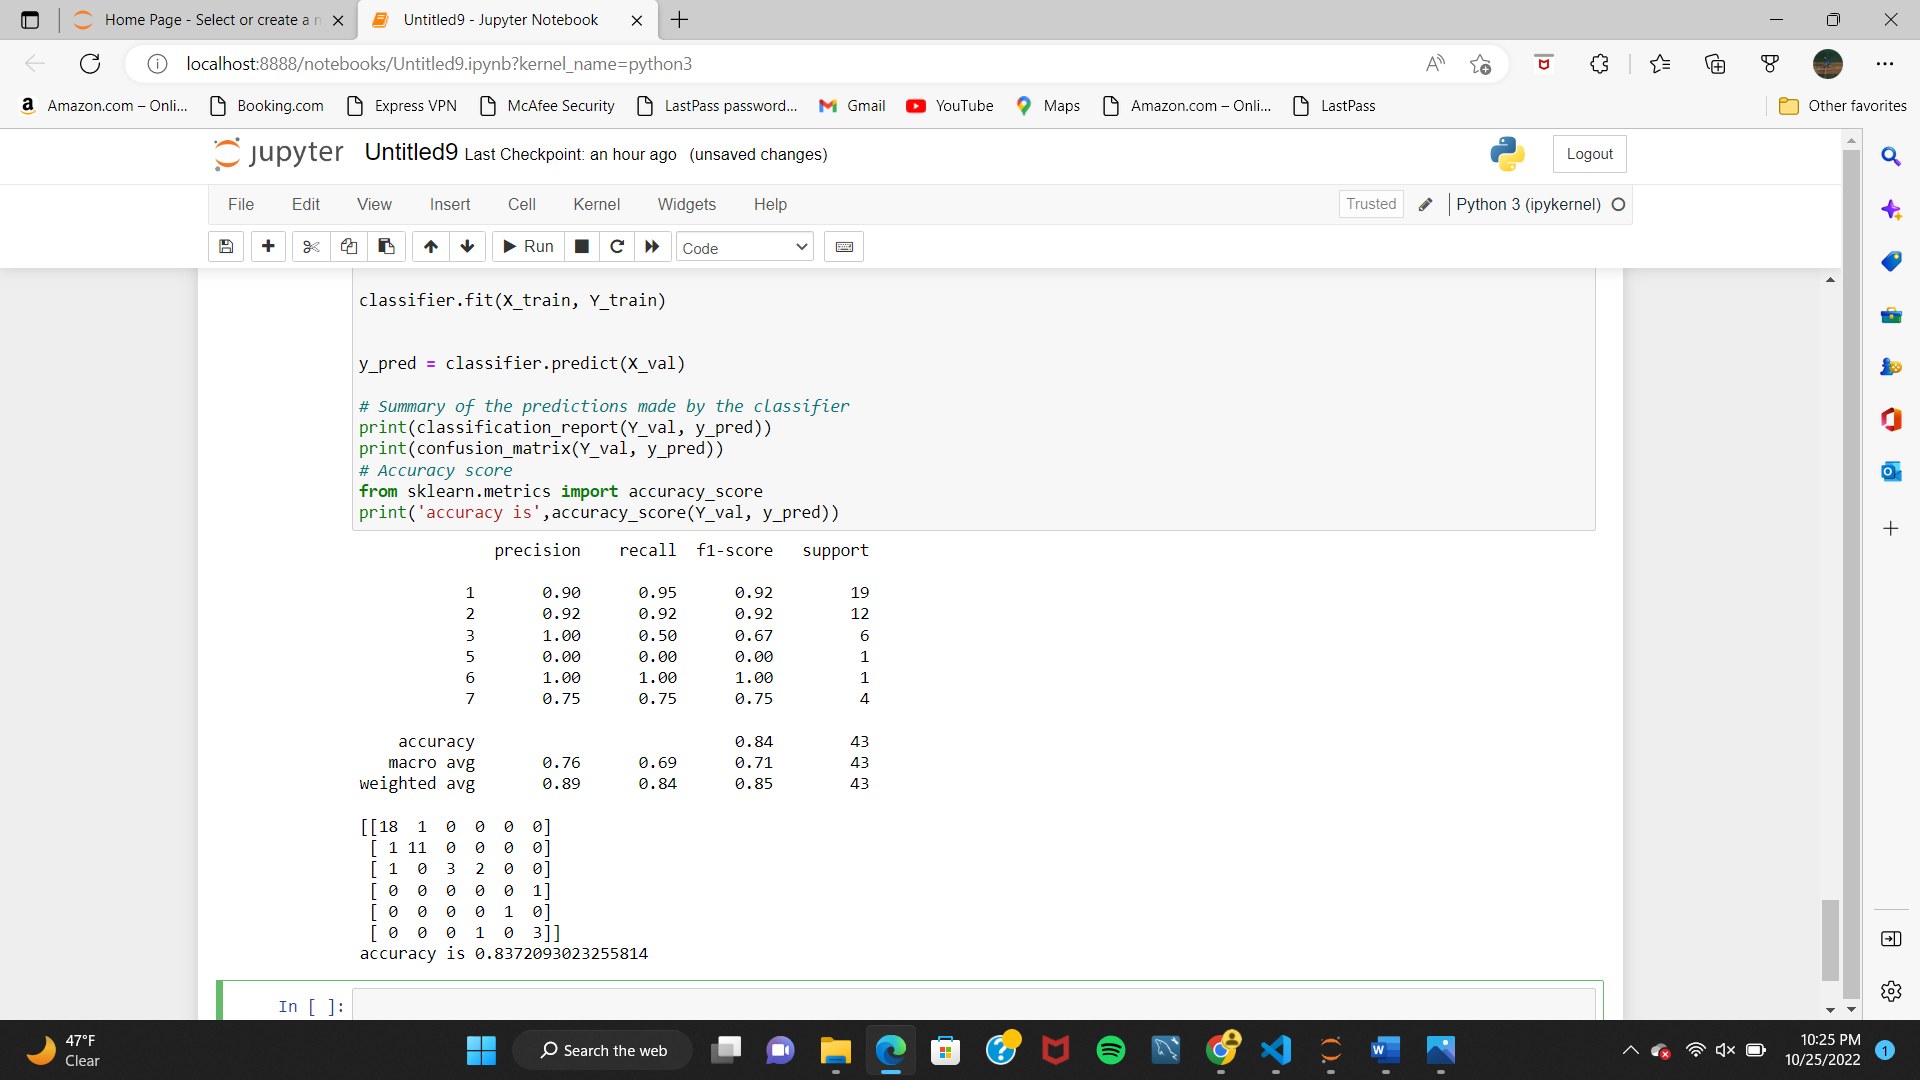 Home Page - Select or create a n
Untitled9 - Jupyter Notebook
localhost:8888/notebooks/Untitled9.ipynb?kernel_name=python3
Amazon.com – Onli...
Booking.com
Express VPN
McAfee Security
LastPass password...
Gmail
YouTube
Maps
Amazon.com – Onli...
LastPass
Other favorites
jupyter Untitled9 Last Checkpoint: an hour ago (unsaved changes)
Logout
File Edit View Insert Cell Kernel Widgets Help
Trusted
Python 3 (ipykernel)
Run
Code
classifier.fit(X_train, Y_train)
y_pred = classifier.predict(X_val)
# Summary of the predictions made by the classifier
print(classification_report(Y_val, y_pred))
print(confusion_matrix(Y_val, y_pred))
# Accuracy score
from sklearn.metrics import accuracy_score
print('accuracy is',accuracy_score(Y_val, y_pred))
precision recall f1-score support
1 0.90 0.95 0.92 19
2 0.92 0.92 0.92 12
3 1.00 0.50 0.67 6
5 0.00 0.00 0.00 1
6 1.00 1.00 1.00 1
7 0.75 0.75 0.75 4
accuracy 0.84 43
macro avg 0.76 0.69 0.71 43
weighted avg 0.89 0.84 0.85 43
[[18 1 0 0 0 0]
[ 1 11 0 0 0 0]
[ 1 0 3 2 0 0]
[ 0 0 0 0 0 1]
[ 0 0 0 0 1 0]
[ 0 0 0 1 0 3]]
accuracy is 0.8372093023255814
In [ ]:
47°F
Clear
Search the web
10:25 PM
10/25/2022
1